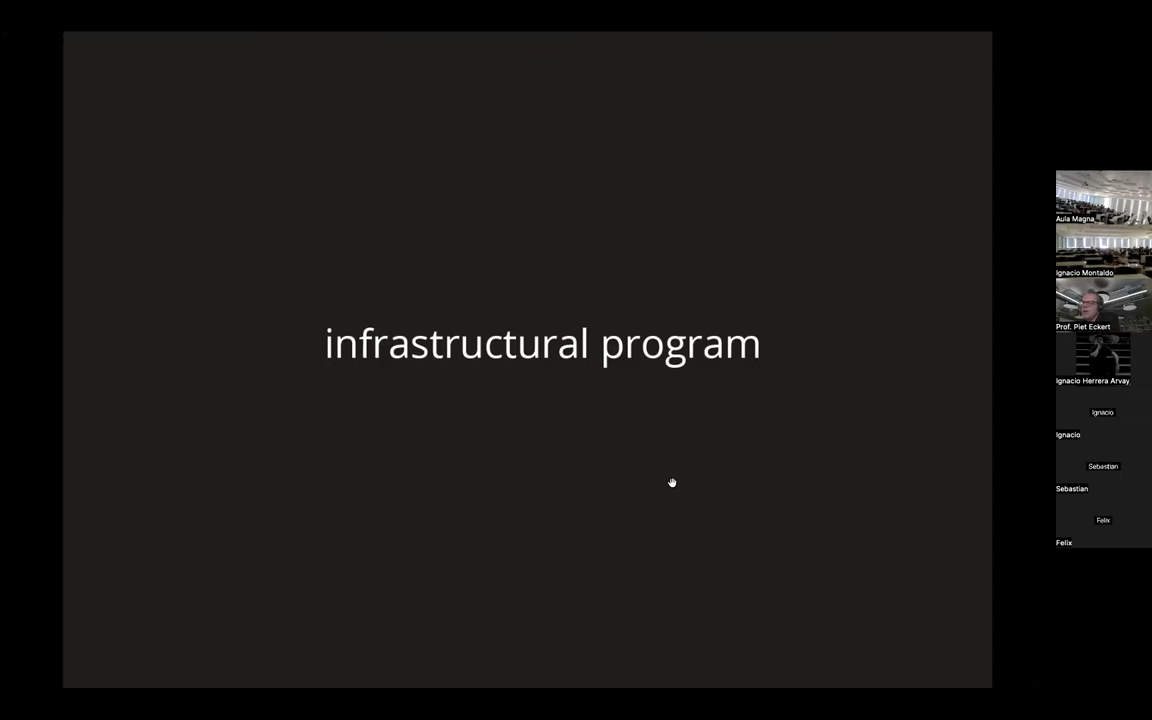 infrastructural program
Aula Magna
Ignacio Montaldo
Prof. Piet Eckert
Ignacio Herrera Arvay
Ignacio
Ignacio
Sebastian
Sebastian
Felix
Felix